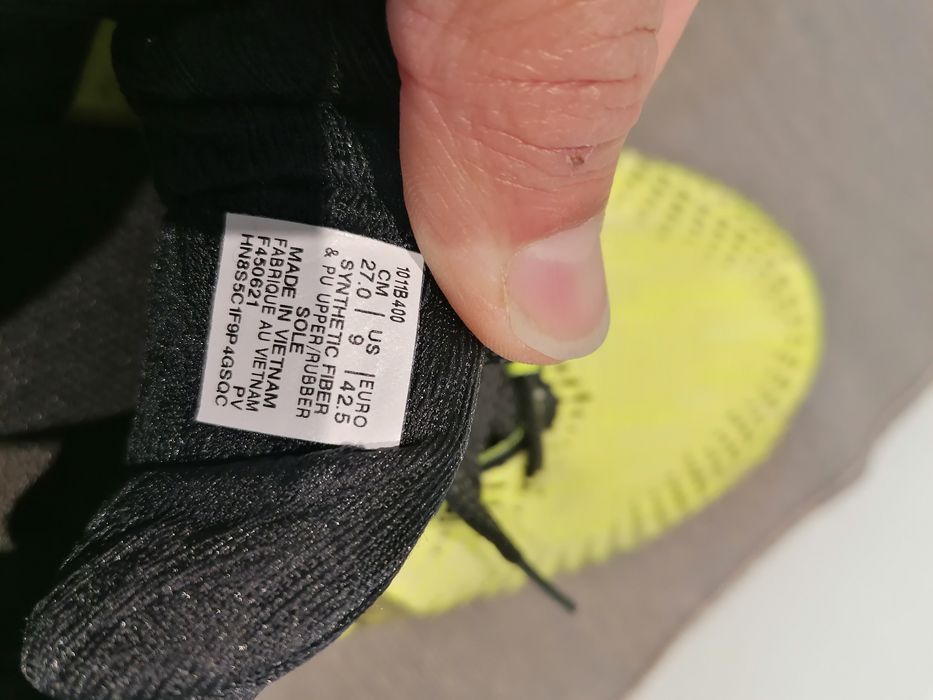 1011B400
CM | US | EURO
27.0 | 9 | 42.5
SYNTHETIC FIBER
& PU UPPER/RUBBER
SOLE
MADE IN VIETNAM
FABRIQUE AU VIETNAM
F450621 PV
HN8S5C1F9P4GSQC